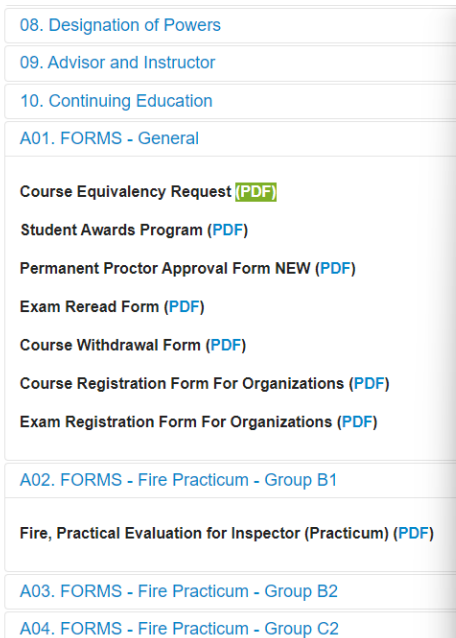 08. Designation of Powers
09. Advisor and Instructor
10. Continuing Education
A01. FORMS - General
Course Equivalency Request (PDF)
Student Awards Program (PDF)
Permanent Proctor Approval Form NEW (PDF)
Exam Reread Form (PDF)
Course Withdrawal Form (PDF)
Course Registration Form For Organizations (PDF)
Exam Registration Form For Organizations (PDF)
A02. FORMS - Fire Practicum - Group B1
Fire, Practical Evaluation for Inspector (Practicum) (PDF)
A03. FORMS - Fire Practicum - Group B2
A04. FORMS - Fire Practicum - Group C2